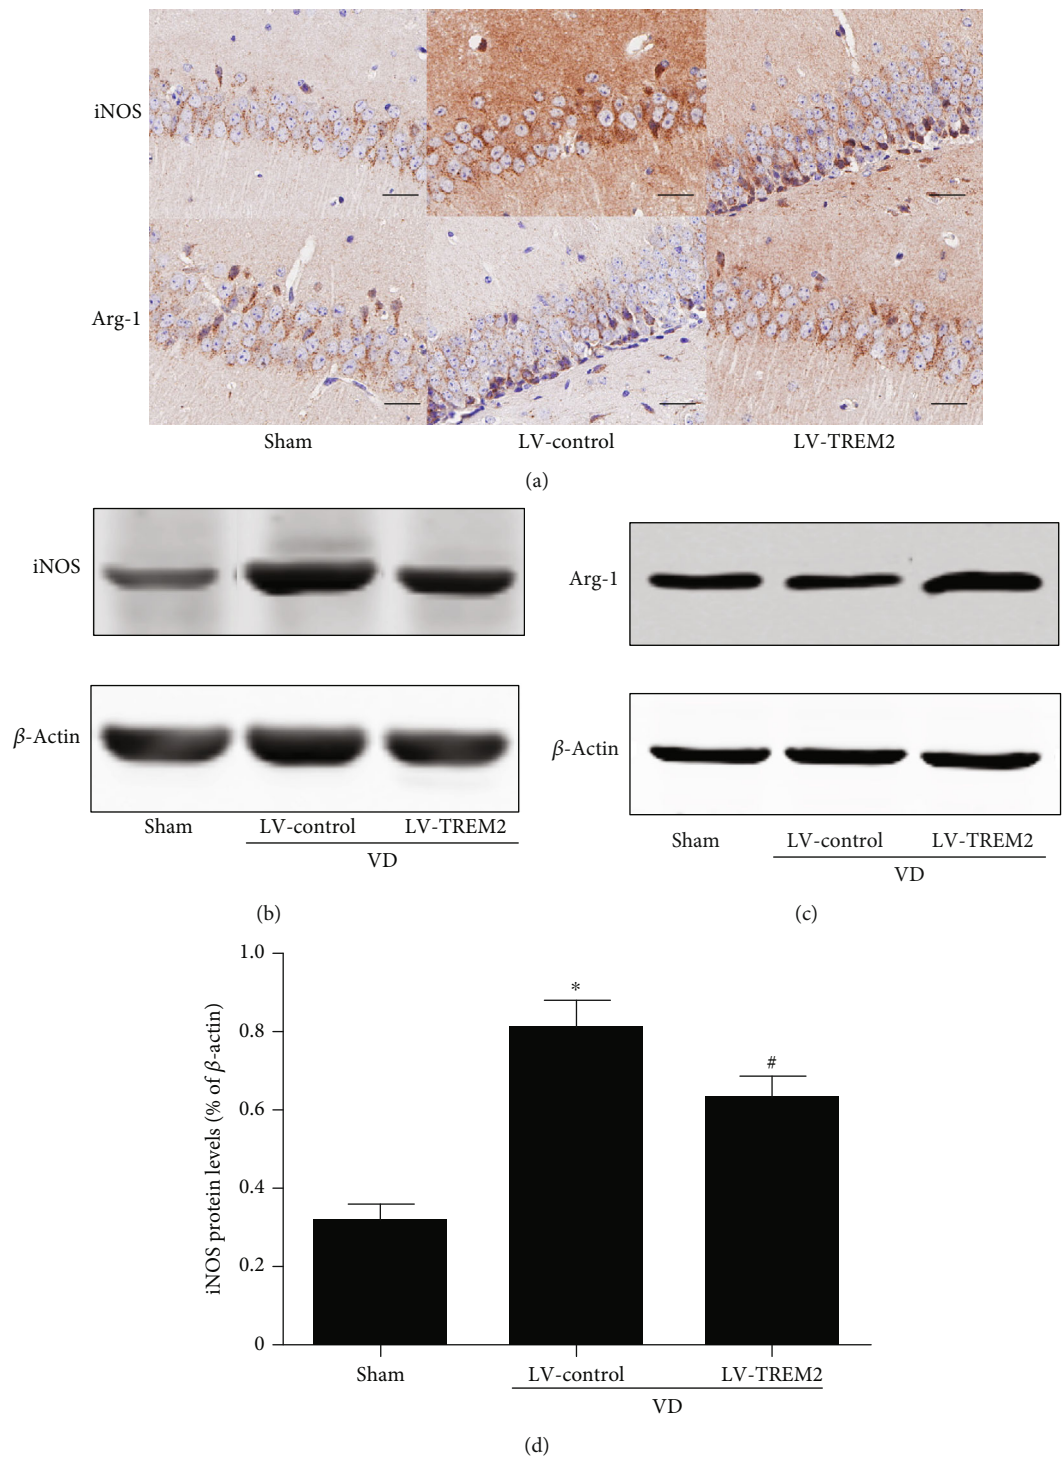 iNOS
Arg-1
Sham LV-control LV-TREM2
(a)
iNOS
β-Actin
Sham LV-control LV-TREM2
VD
(b)
Arg-1
β-Actin
Sham LV-control LV-TREM2
VD
(c)
iNOS protein levels (% of β-actin)
1.0
0.8
0.6
0.4
0.2
0
*
#
Sham LV-control LV-TREM2
VD
(d)